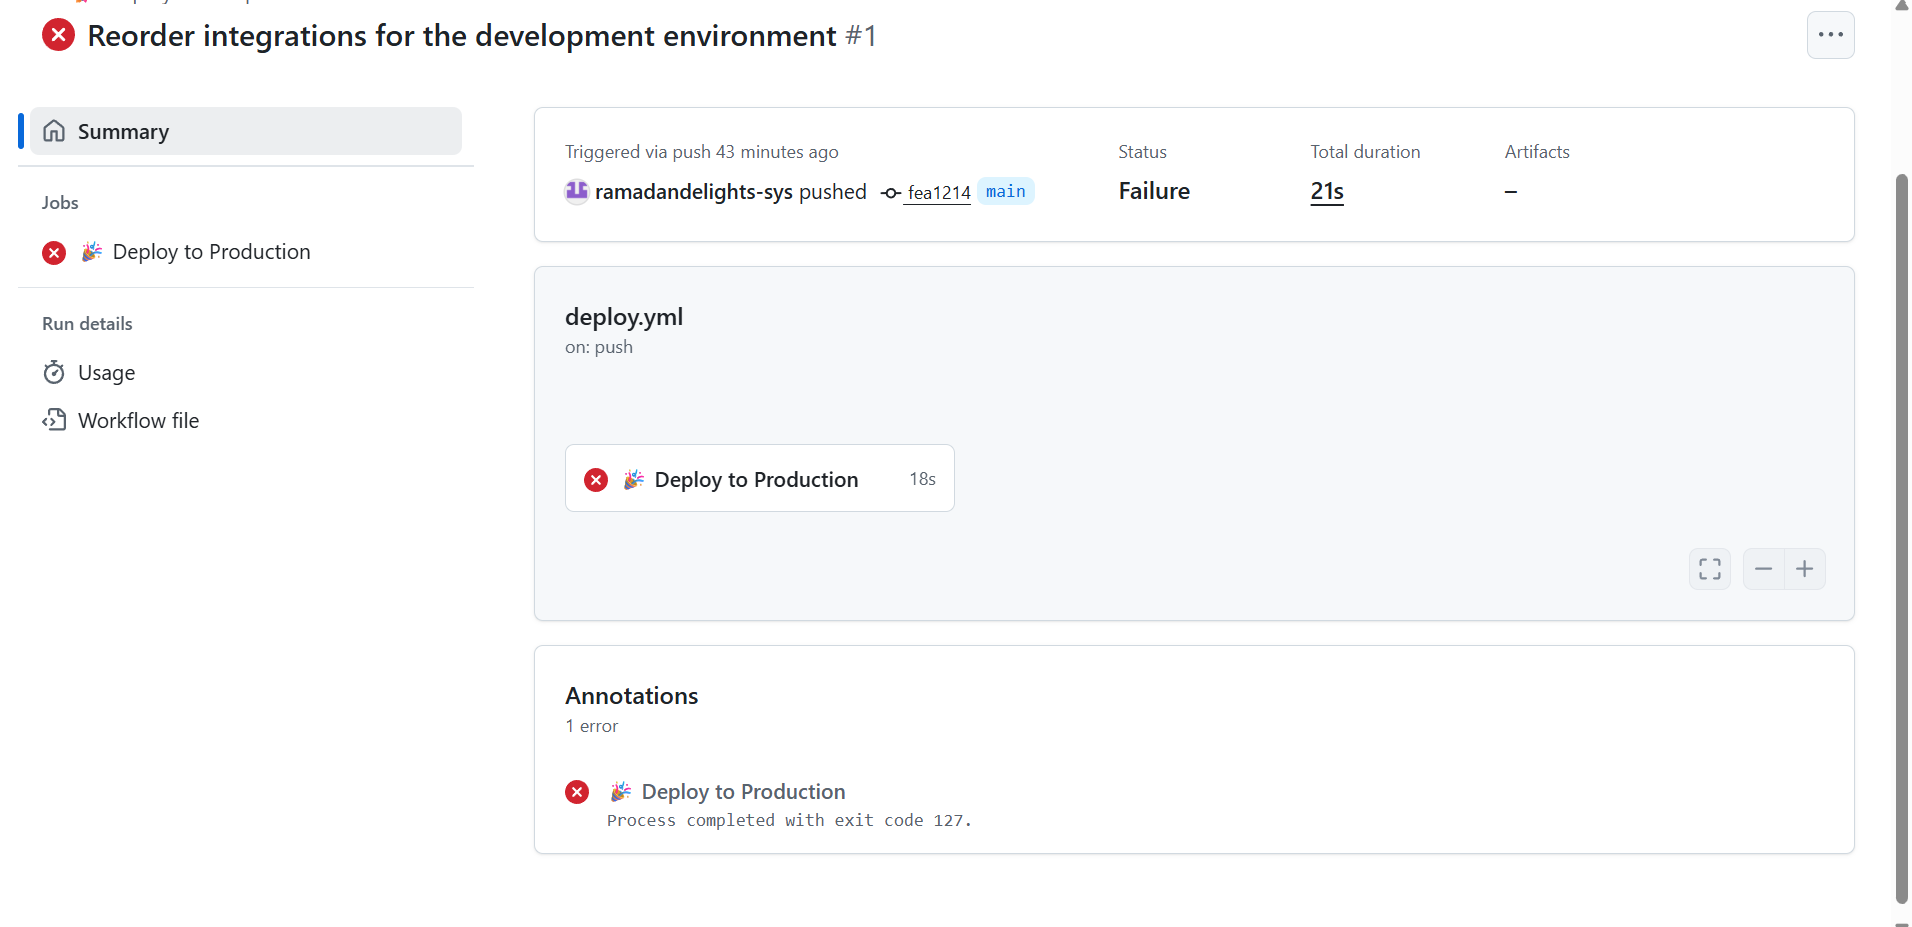 Reorder integrations for the development environment #1
Summary
Jobs
Deploy to Production
Run details
Usage
Workflow file
Triggered via push 43 minutes ago
ramadandelights-sys pushed fea1214 main
Status
Failure
Total duration
21s
Artifacts
–
deploy.yml
on: push
Deploy to Production 18s
Annotations
1 error
Deploy to Production
Process completed with exit code 127.